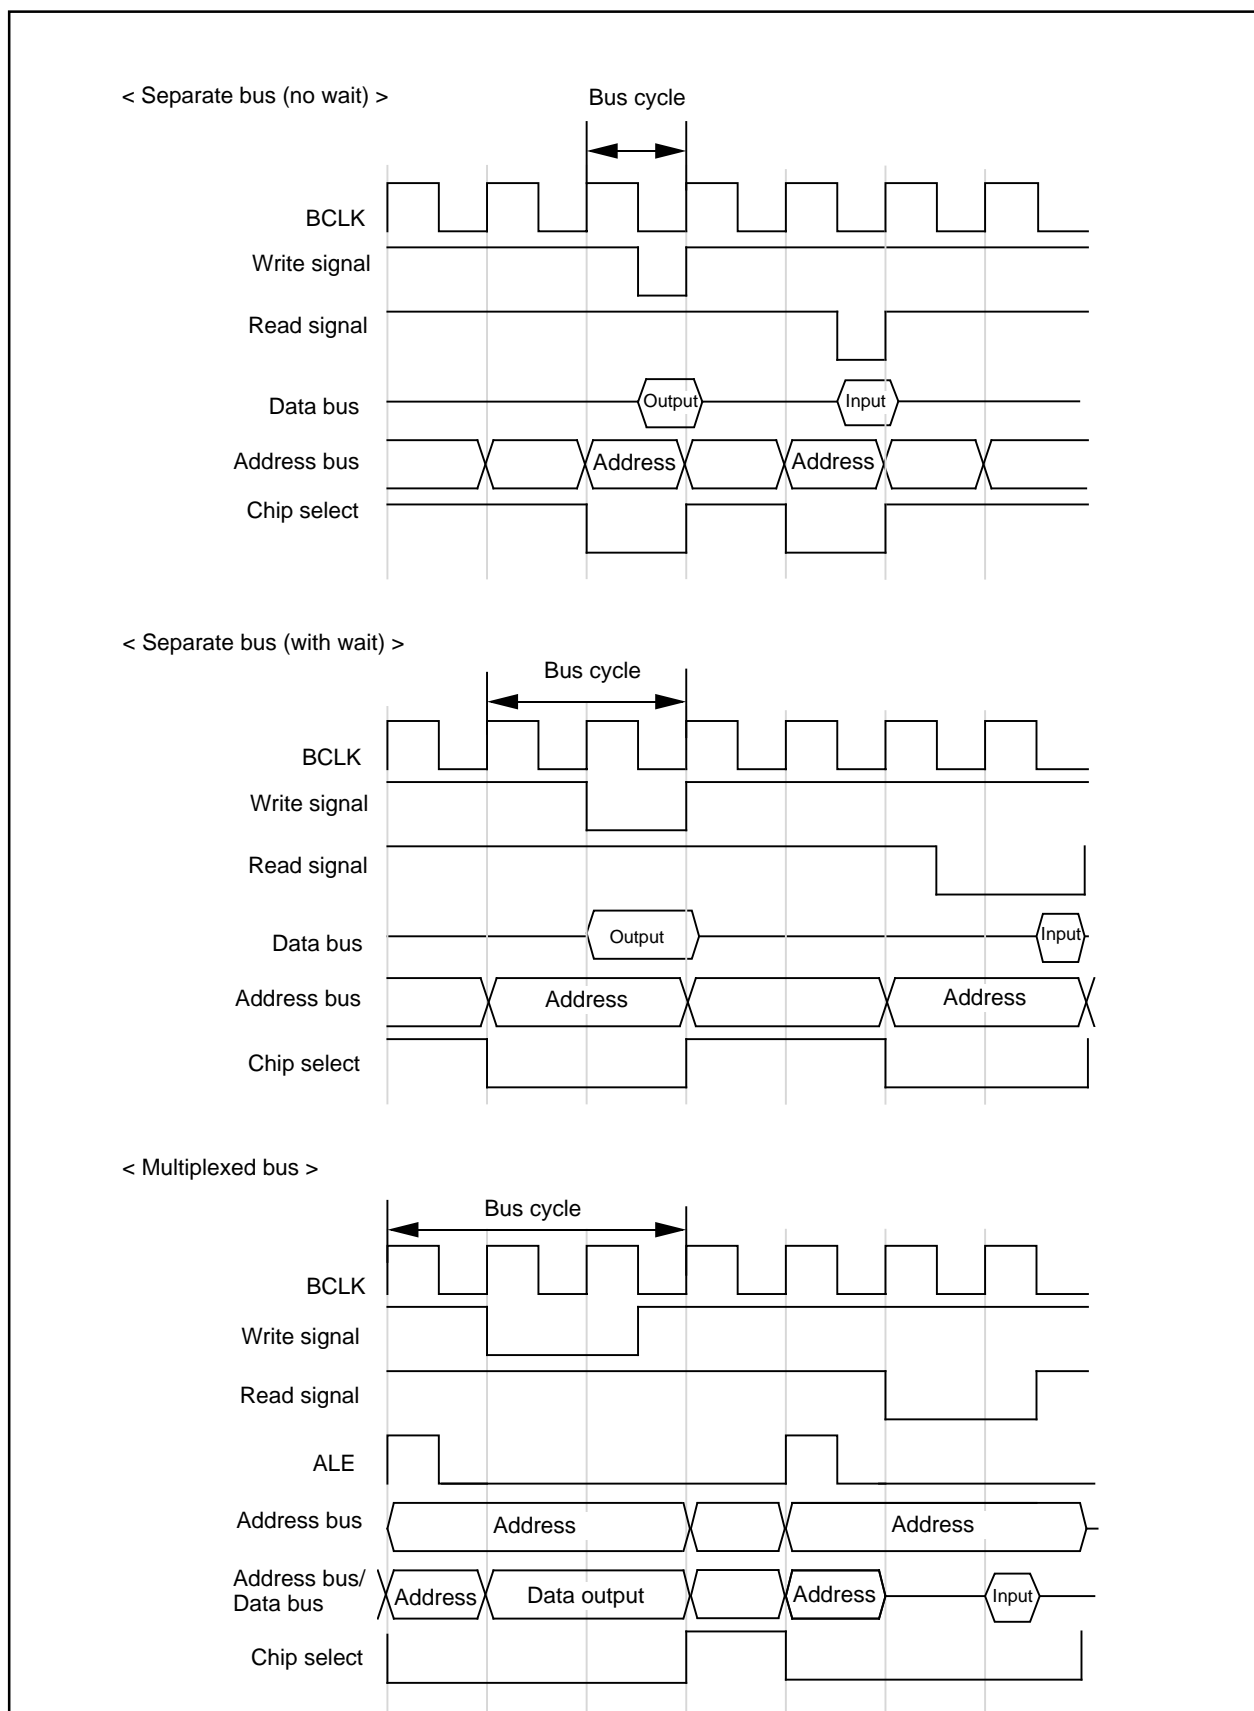 < Separate bus (no wait) >
Bus cycle
BCLK
Write signal
Read signal
Data bus
Output
Input
Address bus
Address
Address
Chip select
< Separate bus (with wait) >
Bus cycle
BCLK
Write signal
Read signal
Data bus
Output
Input
Address bus
Address
Address
Chip select
< Multiplexed bus >
Bus cycle
BCLK
Write signal
Read signal
ALE
Address bus
Address
Address
Address bus/
Data bus
Address
Data output
Address
Input
Chip select